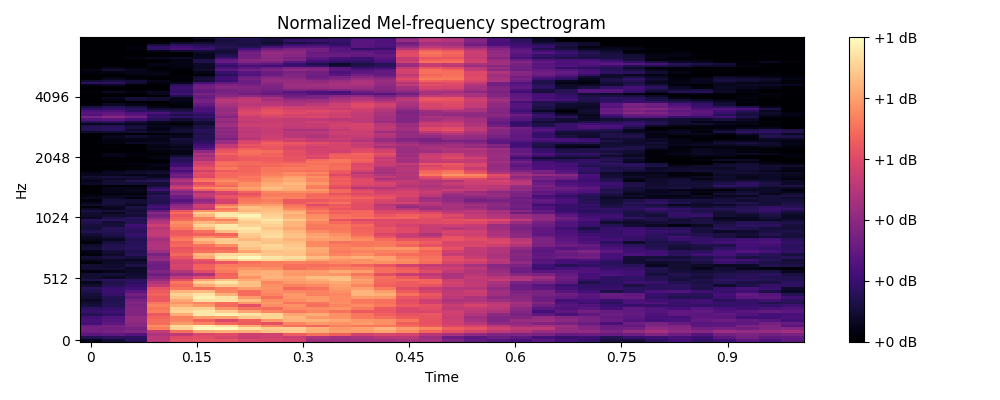 Normalized Mel-frequency spectrogram
Hz
4096
2048
1024
512
0
0 0.15 0.3 0.45 0.6 0.75 0.9
Time
+1 dB
+1 dB
+1 dB
+0 dB
+0 dB
+0 dB